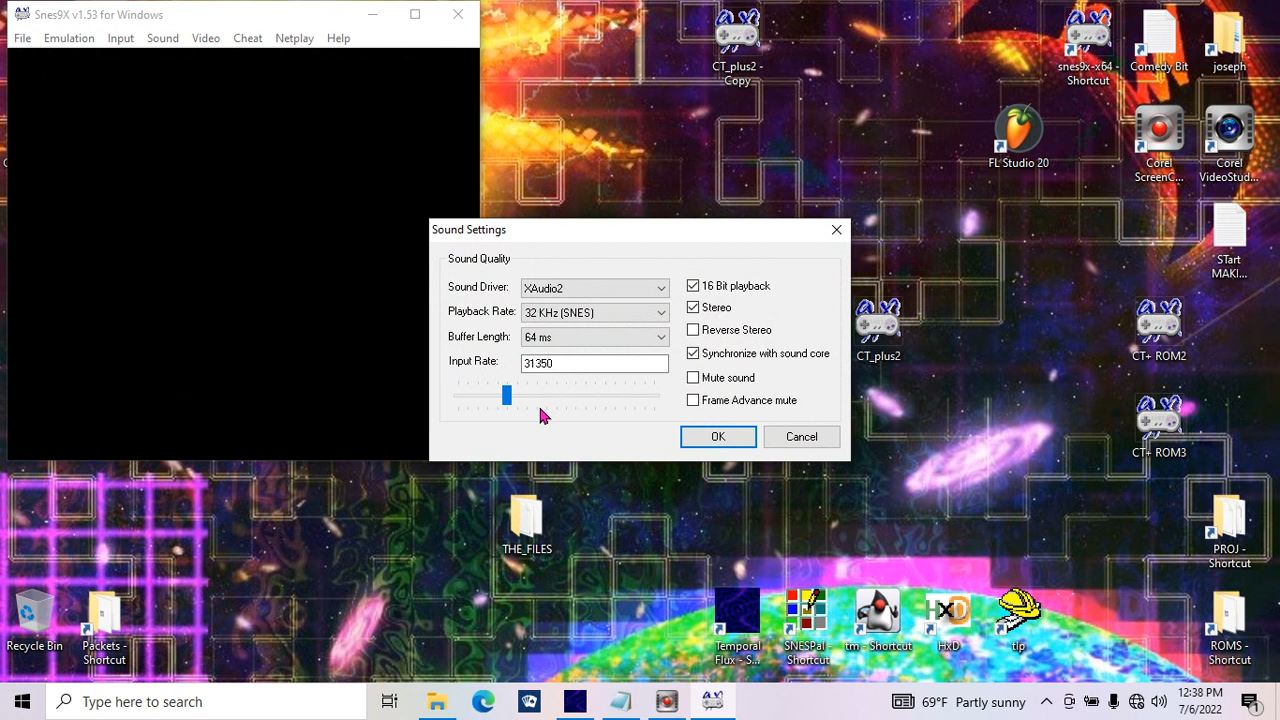 Snes9X v1.53 for Windows
File Emulation Input Sound Video Cheat Netplay Help
CT_plus2 -
Copy
snes9x-x64 -
Shortcut
Comedy Bit
joseph
FL Studio 20
Corel
ScreenC...
Corel
VideoStud...
STart
MAKI...
Sound Settings
Sound Quality
Sound Driver: XAudio2
Playback Rate: 32 KHz (SNES)
Buffer Length: 64 ms
Input Rate: 31350
16 Bit playback
Stereo
Reverse Stereo
Synchronize with sound core
Mute sound
Frame Advance mute
OK Cancel
CT_plus2
CT+ ROM2
CT+ ROM3
THE_FILES
PROJ -
Shortcut
Recycle Bin
Packets -
Shortcut
Temporal
Flux - S...
SNESPal -
Shortcut
tm - Shortcut
HxD
tlp
ROMS -
Shortcut
Type here to search
69°F Partly sunny
12:38 PM
7/6/2022
1